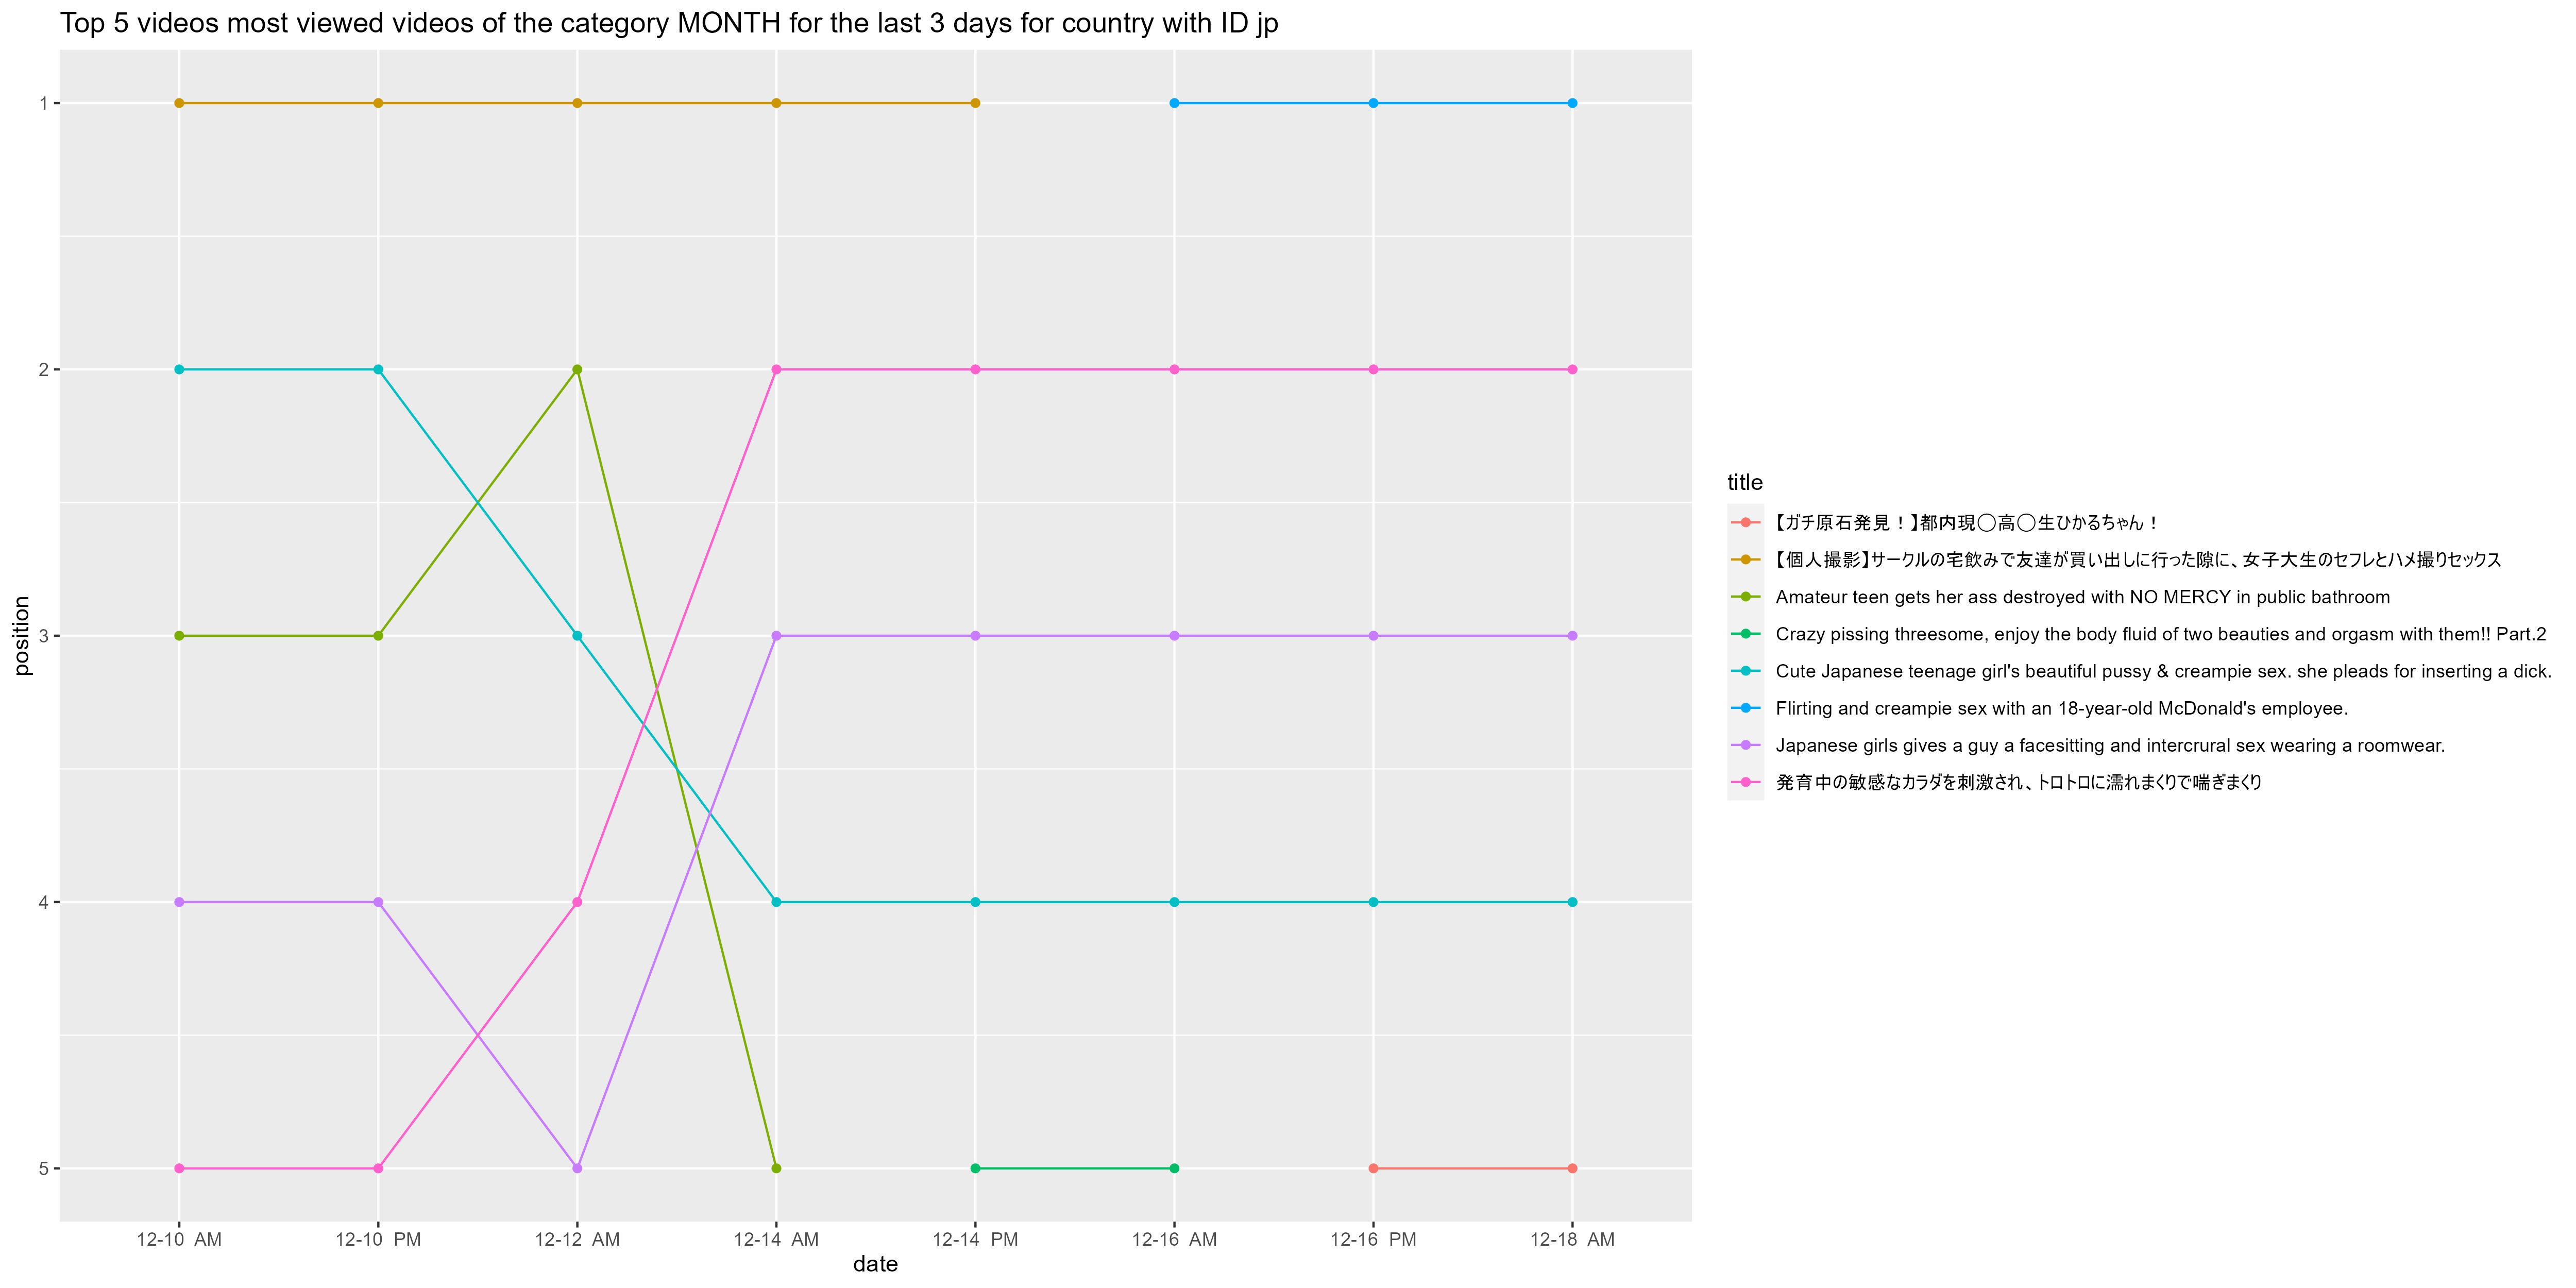 Top 5 videos most viewed videos of the category MONTH for the last 3 days for country with ID jp
position
1
2
3
4
5
12-10 AM
12-10 PM
12-12 AM
12-14 AM
12-14 PM
12-16 AM
12-16 PM
12-18 AM
date
title
【ガチ原石発見！】都内現◯高◯生ひかるちゃん！
【個人撮影】サークルの宅飲みで友達が買い出しに行った隙に、女子大生のセフレとハメ撮りセックス
Amateur teen gets her ass destroyed with NO MERCY in public bathroom
Crazy pissing threesome, enjoy the body fluid of two beauties and orgasm with them!! Part.2
Cute Japanese teenage girl's beautiful pussy & creampie sex. she pleads for inserting a dick.
Flirting and creampie sex with an 18-year-old McDonald's employee.
Japanese girls gives a guy a facesitting and intercrural sex wearing a roomwear.
発育中の敏感なカラダを刺激され、トロトロに濡れまくりで喘ぎまくり